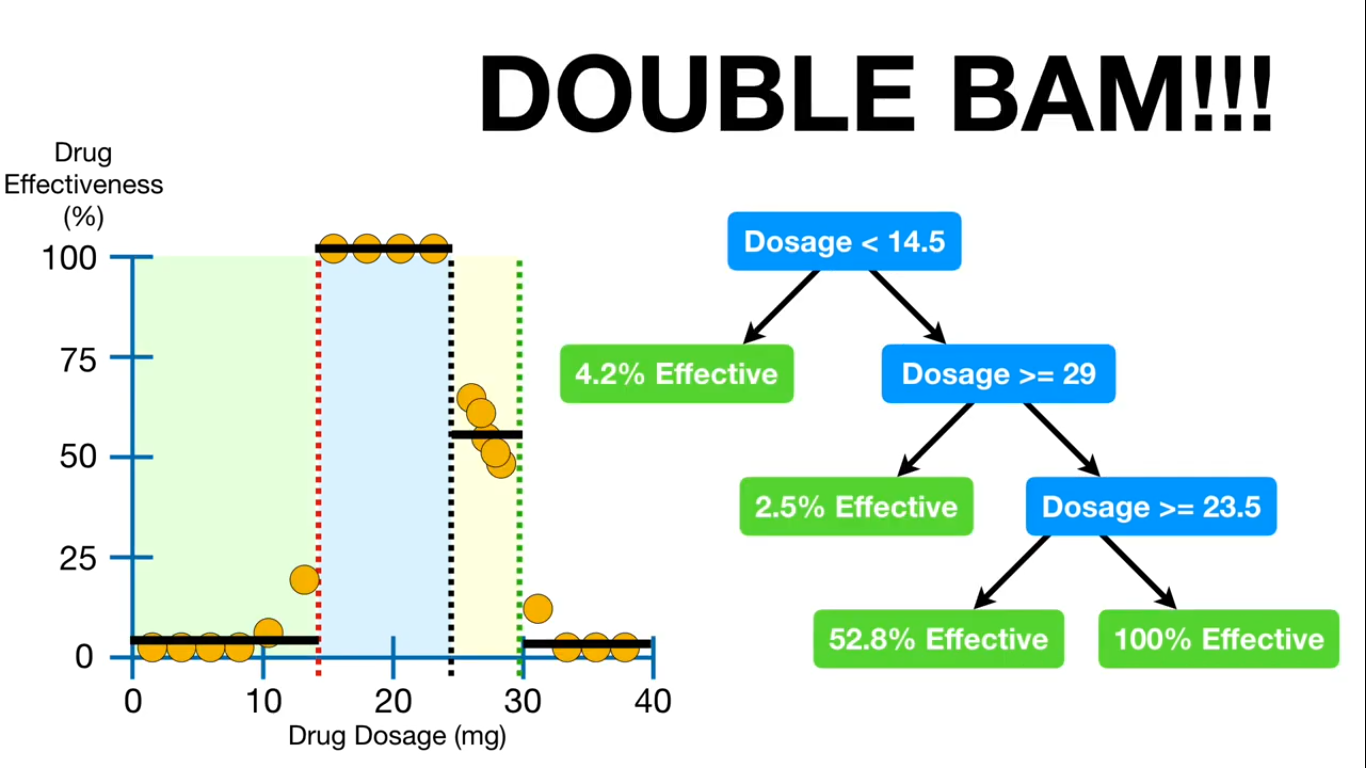 DOUBLE BAM!!!
Drug
Effectiveness
(%)
100
75
50
25
0
0
10
20
30
40
Drug Dosage (mg)
Dosage < 14.5
4.2% Effective
Dosage >= 29
2.5% Effective
Dosage >= 23.5
52.8% Effective
100% Effective